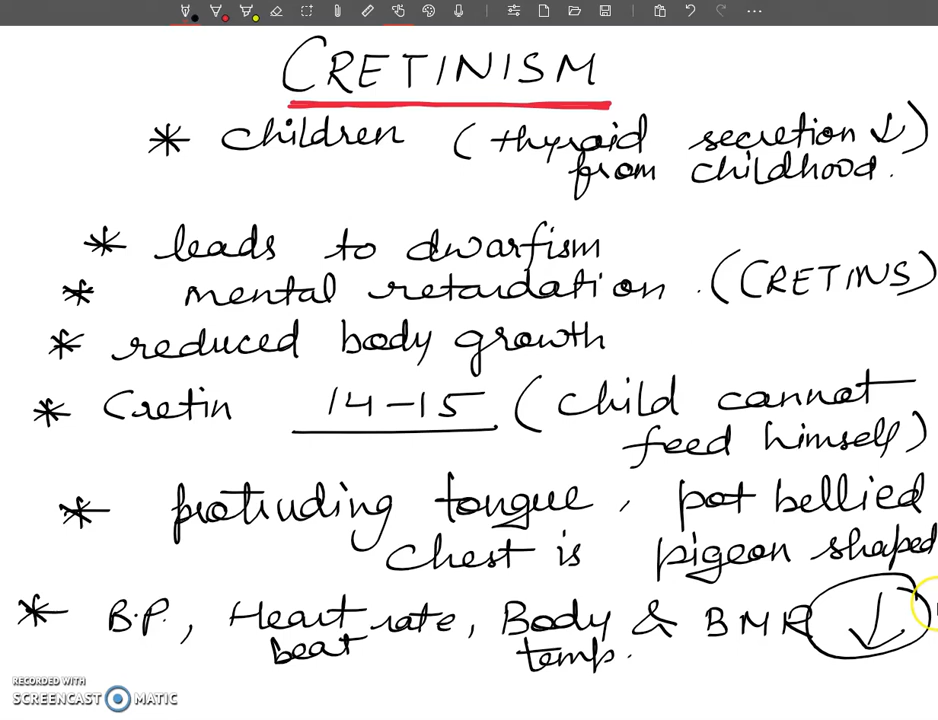 CRETINISM
* children (thyroid secretion ↓)
from childhood.
* leads to dwarfism
* mental retardation. (CRETINS)
* reduced body growth
* Cretin 14-15 (child cannot
feed himself)
* protruding tongue, pot bellied
chest is pigeon shaped
* B.P., Heart rate, Body & BMR ↓
beat temp.
RECORDED WITH
SCREENCAST MATIC